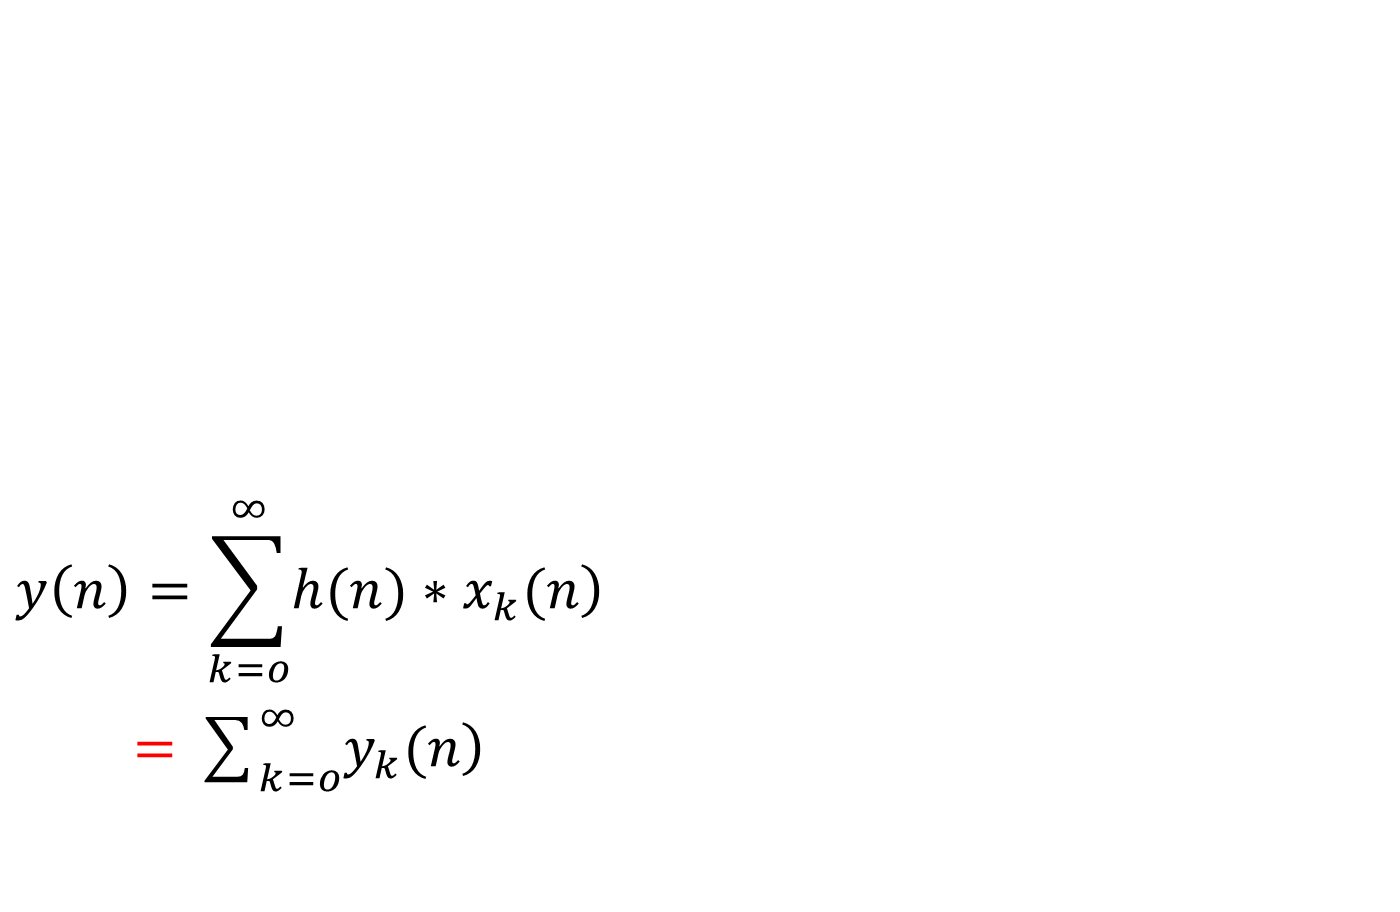 y(n) = ∑_{k=o}^{∞} h(n) * x_k(n)
= ∑_{k=o}^{∞} y_k(n)